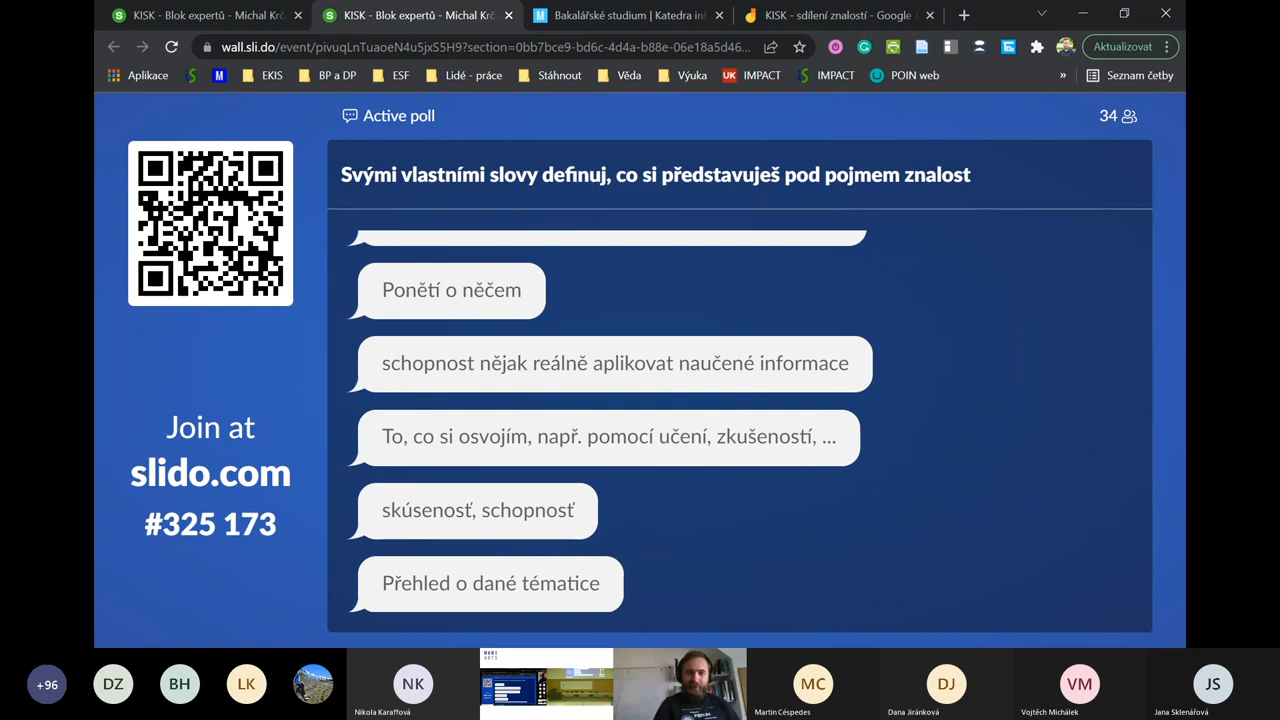 KISK - Blok expertů - Michal Krč
KISK - Blok expertů - Michal Krč
Bakalářské studium | Katedra inf
KISK - sdílení znalostí - Google
wall.sli.do/event/pivuqLnTuaoeN4u5jxS5H9?section=0bb7bce9-bd6c-4d4a-b88e-06e18a5d46...
Aktualizovat
Aplikace
EKIS
BP a DP
ESF
Lidé - práce
Stáhnout
Věda
Výuka
UK IMPACT
IMPACT
POIN web
»
Seznam četby
Active poll
34
Svými vlastními slovy definuj, co si představuješ pod pojmem znalost
Ponětí o něčem
schopnost nějak reálně aplikovat naučené informace
To, co si osvojím, např. pomocí učení, zkušeností, ...
skúsenosť, schopnosť
Přehled o dané tématice
Join at
slido.com
#325 173
+96
DZ
BH
LK
NK
Nikola Karaffová
MUNI
ARTS
MC
Martin Céspedes
DJ
Dana Jiránková
VM
Vojtěch Michálek
JS
Jana Sklenářová